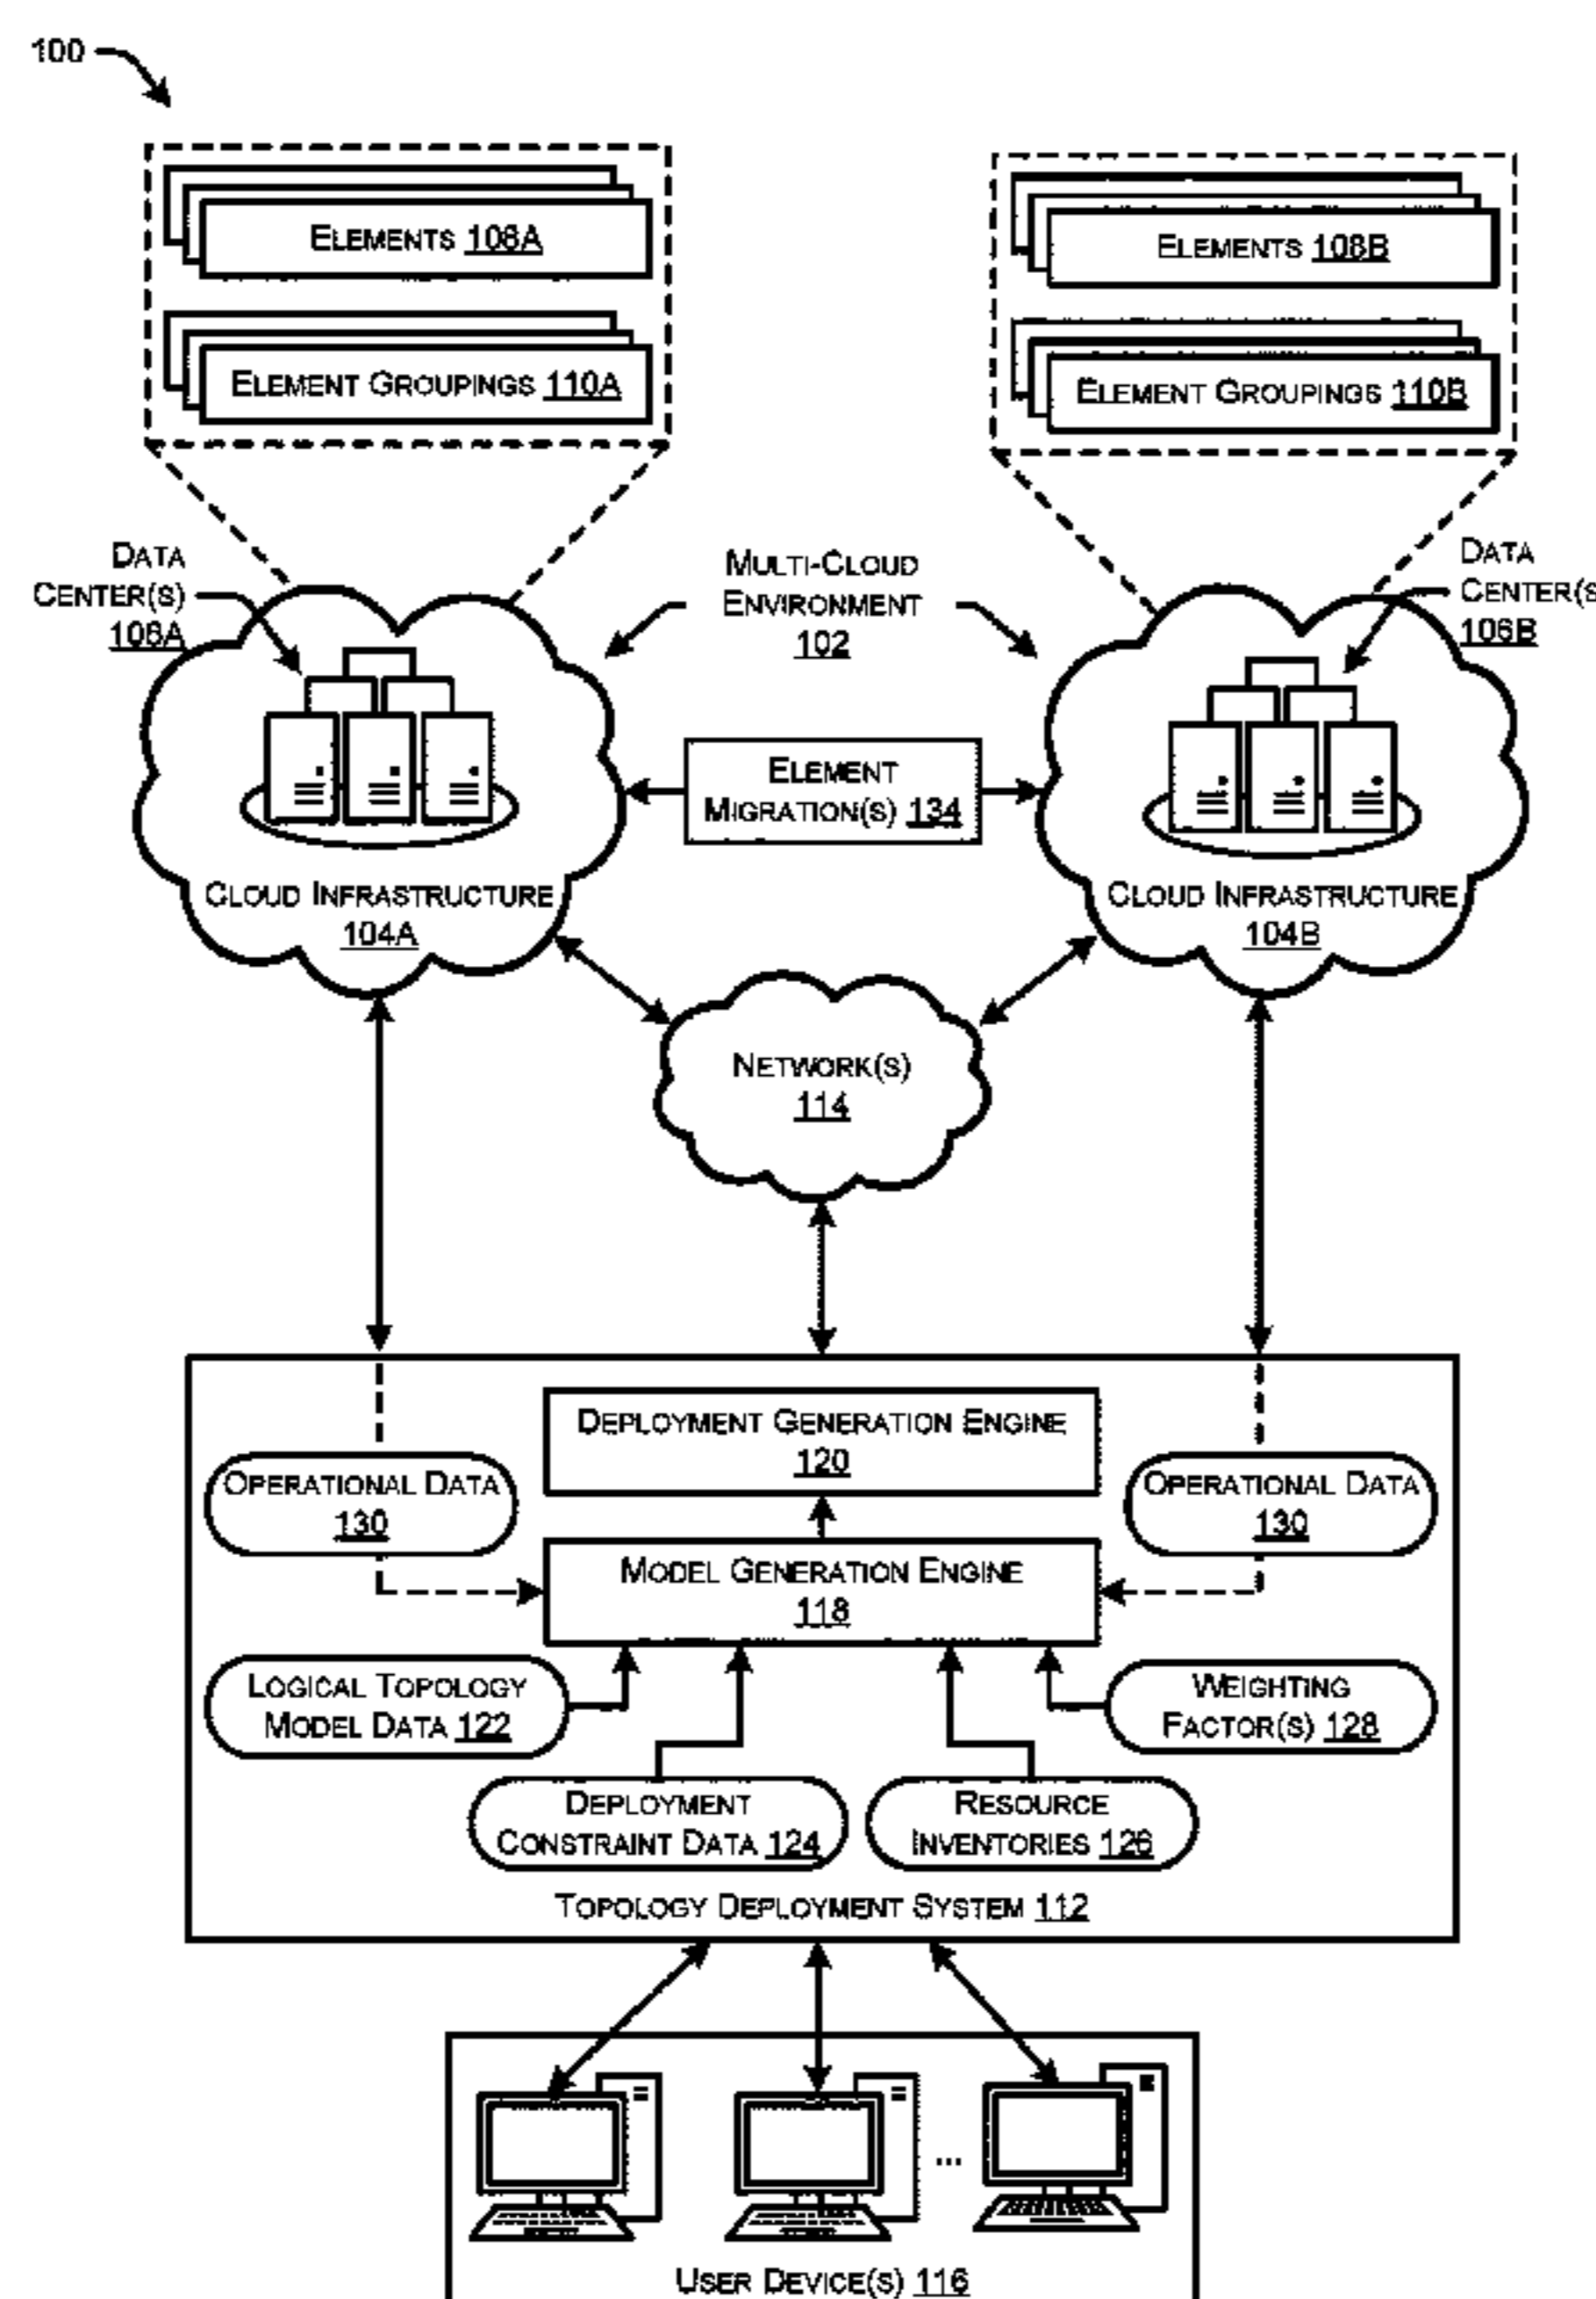 100
ELEMENTS 108A
ELEMENT GROUPINGS 110A
ELEMENTS 108B
ELEMENT GROUPINGS 110B
DATA
CENTER(S)
106A
MULTI-CLOUD
ENVIRONMENT
102
DATA
CENTER(S
106B
ELEMENT
MIGRATION(S) 134
CLOUD INFRASTRUCTURE
104A
CLOUD INFRASTRUCTURE
104B
NETWORK(S)
114
DEPLOYMENT GENERATION ENGINE
120
OPERATIONAL DATA
130
OPERATIONAL DATA
130
MODEL GENERATION ENGINE
118
LOGICAL TOPOLOGY
MODEL DATA 122
WEIGHTING
FACTOR(S) 128
DEPLOYMENT
CONSTRAINT DATA 124
RESOURCE
INVENTORIES 126
TOPOLOGY DEPLOYMENT SYSTEM 112
...
USER DEVICE(S) 116